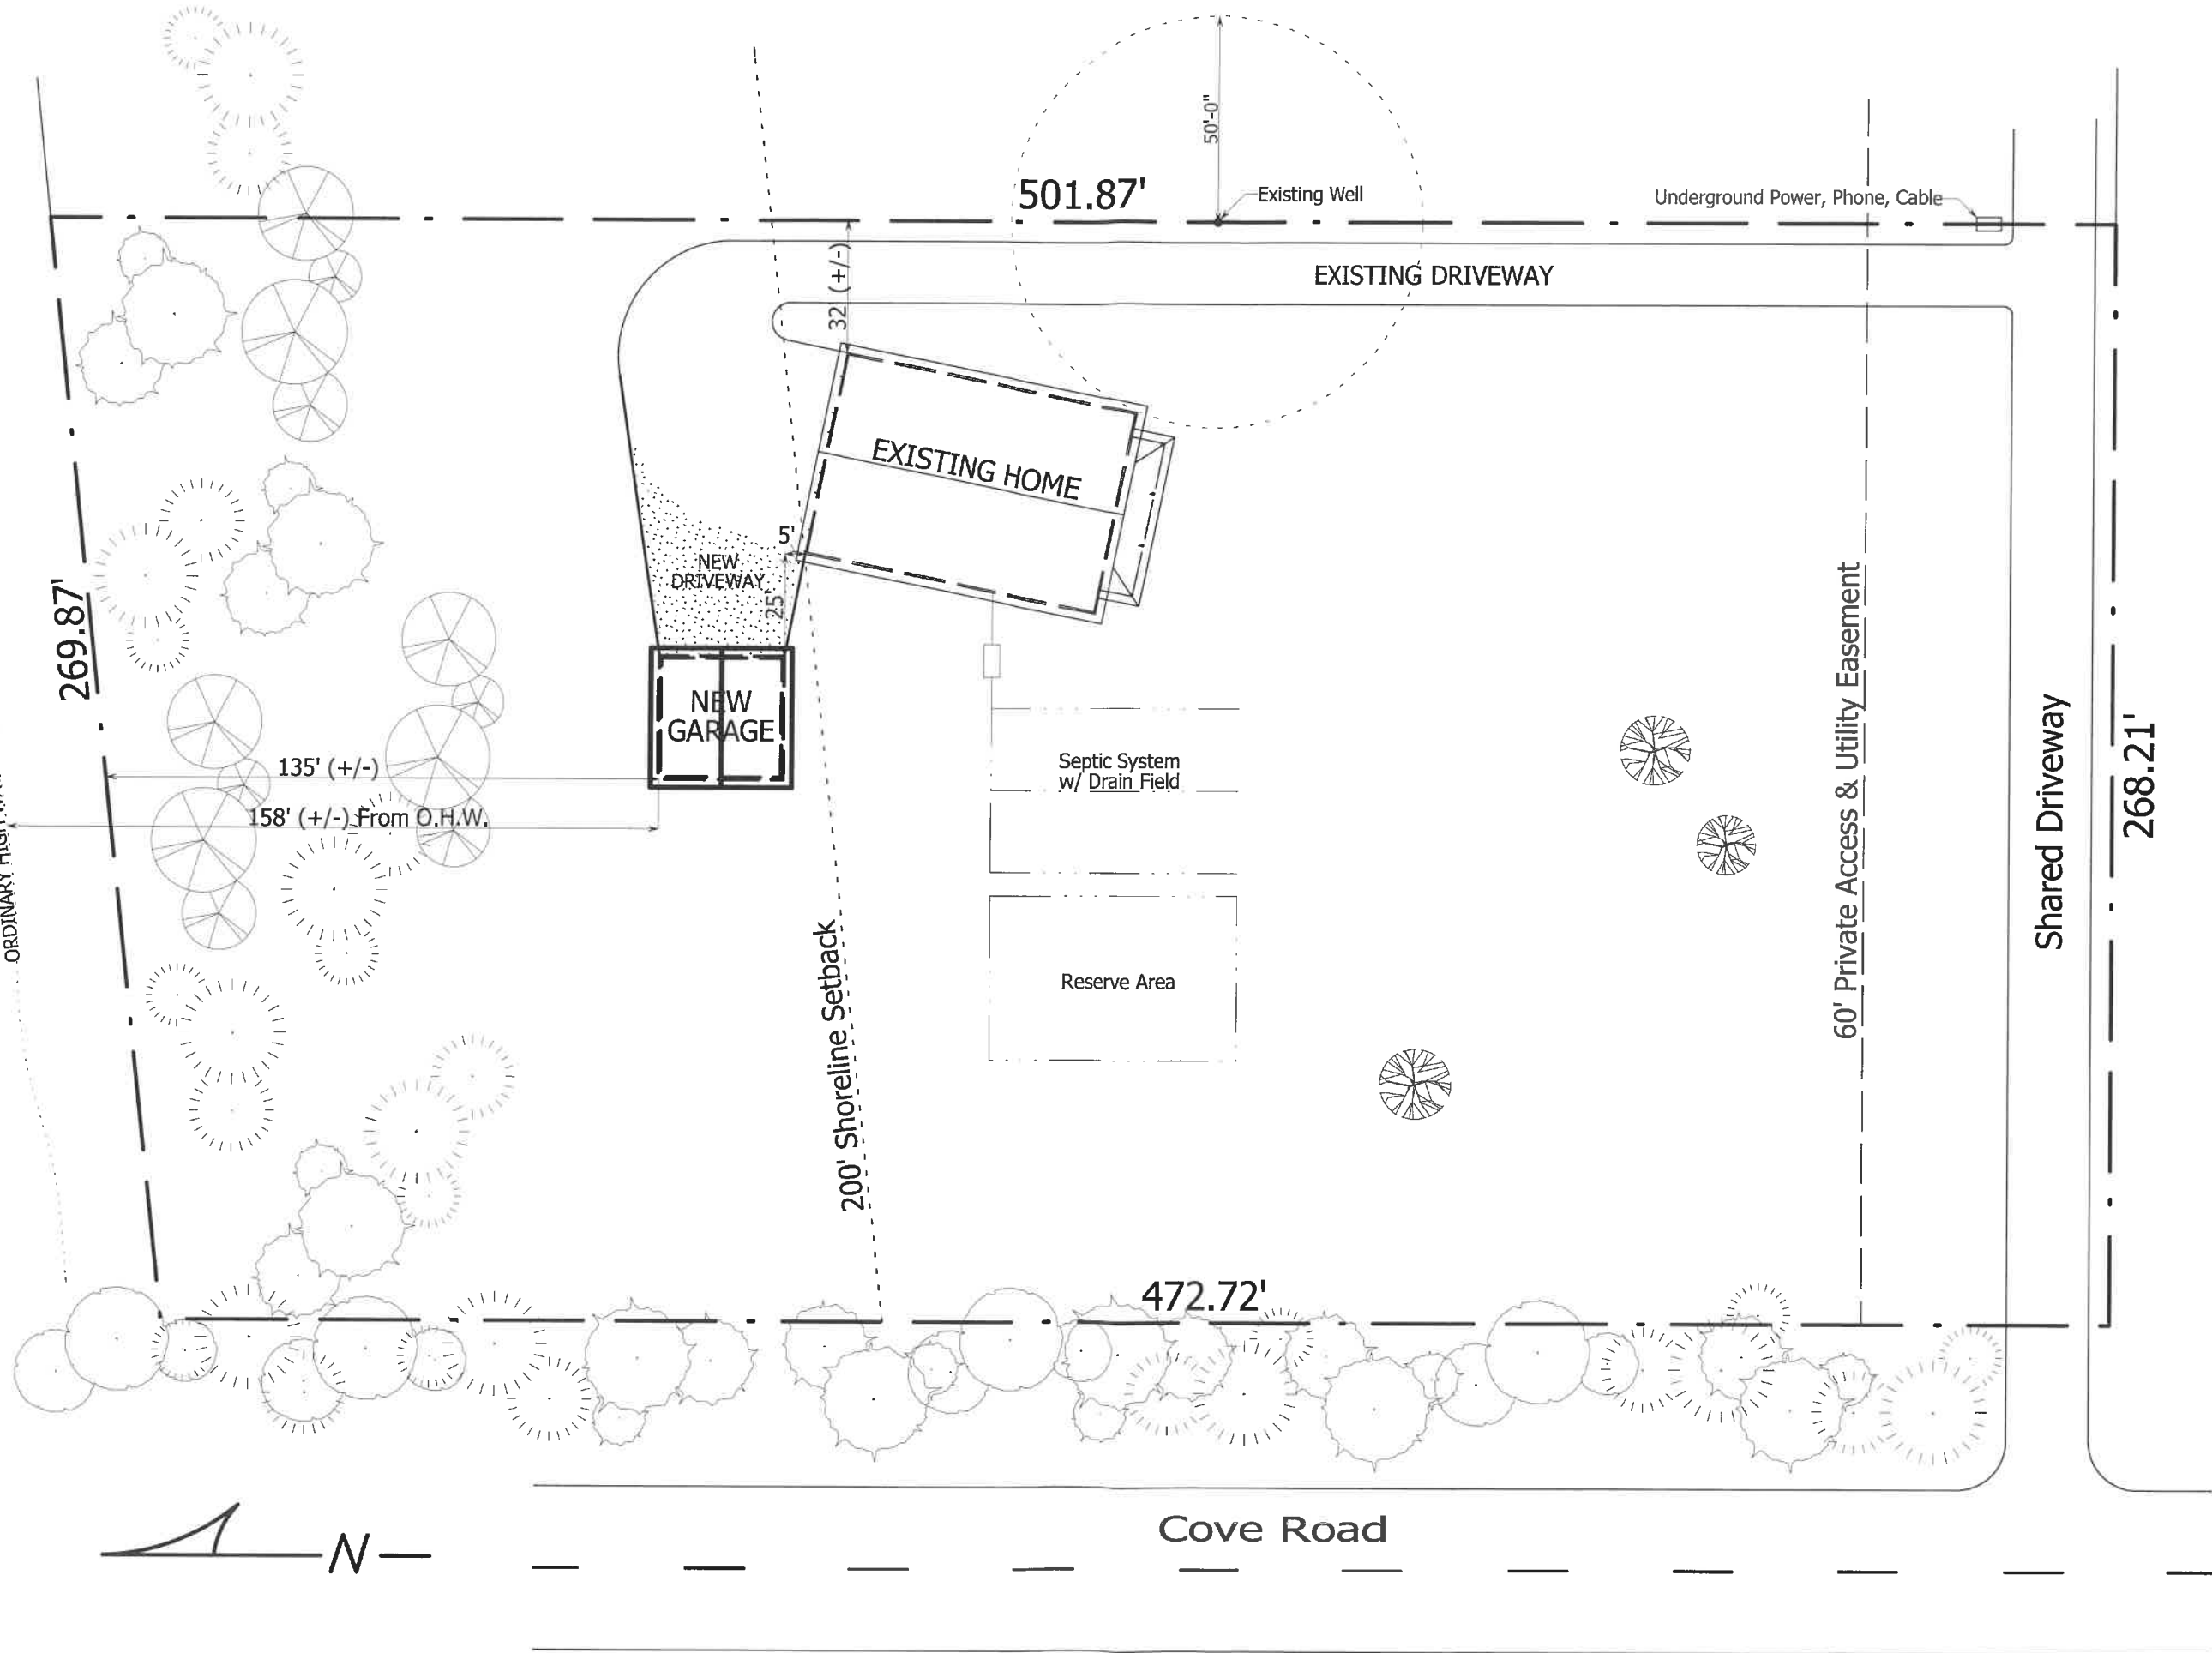 50'-0"
501.87'
Existing Well
Underground Power, Phone, Cable
32' (+/-)
EXISTING DRIVEWAY
EXISTING HOME
5'
NEW
DRIVEWAY
25'
269.87'
NEW
GARAGE
135' (+/-)
158' (+/-) From O.H.W.
ORDINARY HIGH
Septic System
w/ Drain Field
Reserve Area
200' Shoreline Setback
60' Private Access & Utility Easement
Shared Driveway
268.21'
472.72'
Cove Road
N